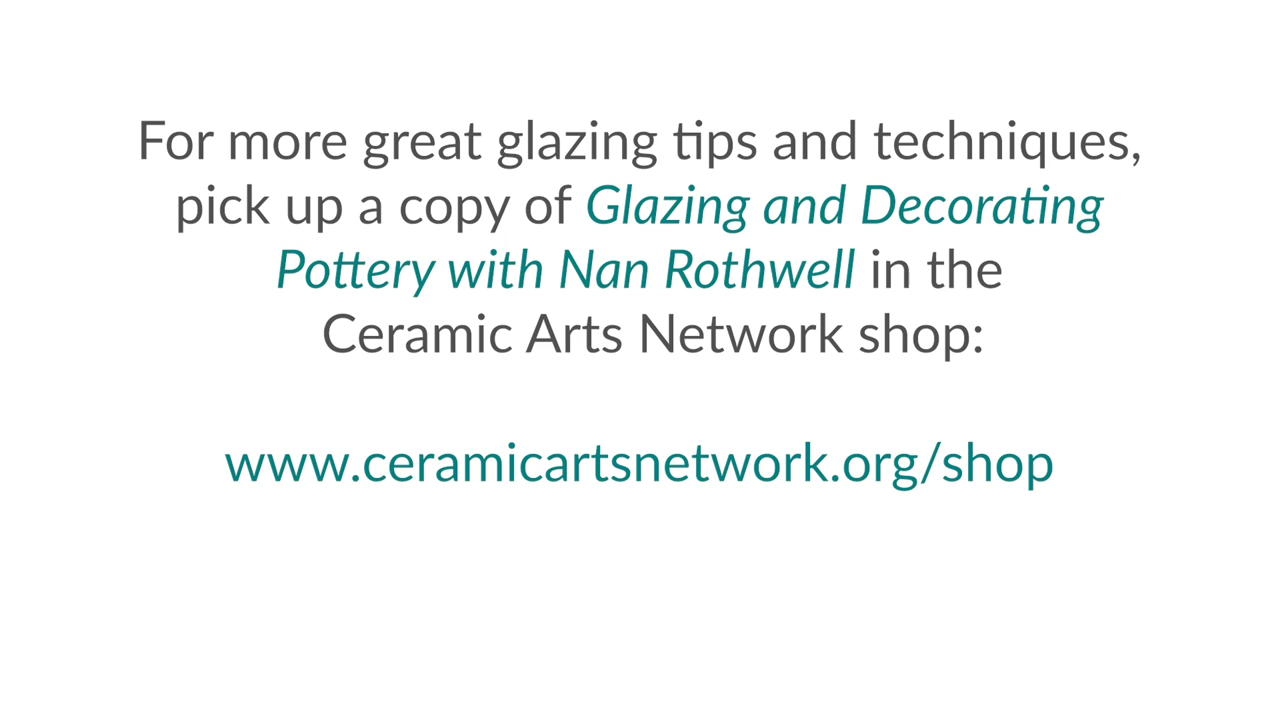 For more great glazing tips and techniques,
pick up a copy of Glazing and Decorating
Pottery with Nan Rothwell in the
Ceramic Arts Network shop:
www.ceramicartsnetwork.org/shop